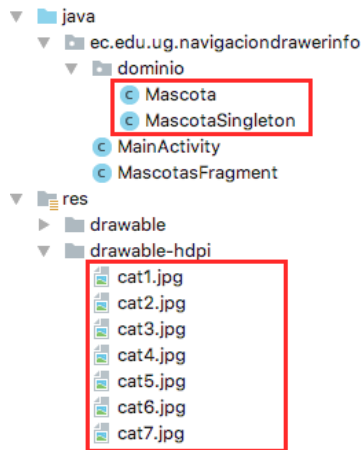 java
ec.edu.ug.navigaciondrawerinfo
dominio
C Mascota
C MascotaSingleton
C MainActivity
C MascotasFragment
res
drawable
drawable-hdpi
cat1.jpg
cat2.jpg
cat3.jpg
cat4.jpg
cat5.jpg
cat6.jpg
cat7.jpg